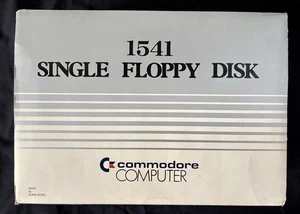 1541
SINGLE FLOPPY DISK
commodore
COMPUTER